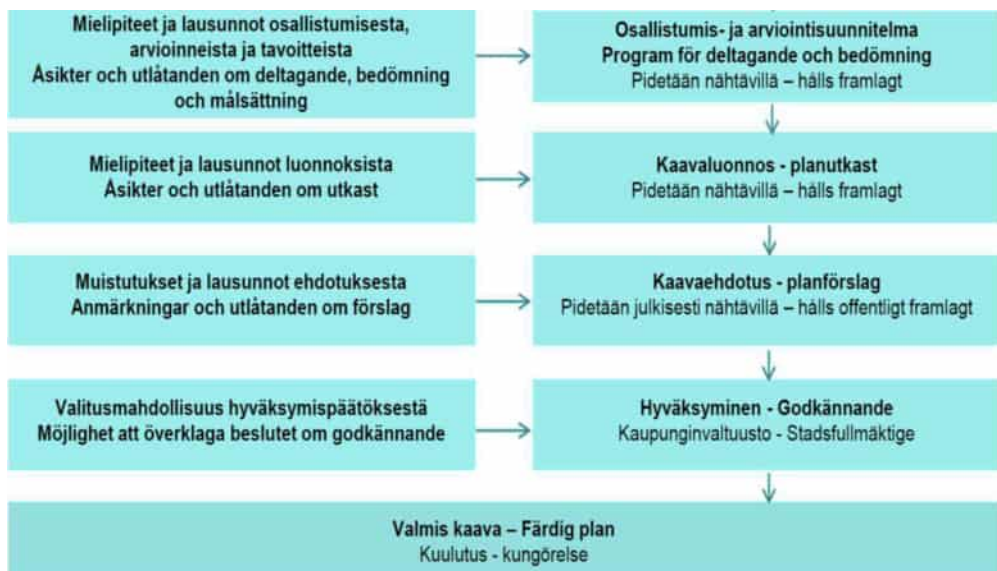 Mielipiteet ja lausunnot osallistumisesta,
arvioinneista ja tavoitteista
Åsikter och utlåtanden om deltagande, bedömning
och målsättning
Osallistumis- ja arviointisuunnitelma
Program för deltagande och bedömning
Pidetään nähtävillä – hålls framlagt
Mielipiteet ja lausunnot luonnoksista
Åsikter och utlåtanden om utkast
Kaavaluonnos - planutkast
Pidetään nähtävillä – hålls framlagt
Muistutukset ja lausunnot ehdotuksesta
Anmärkningar och utlåtanden om förslag
Kaavaehdotus - planförslag
Pidetään julkisesti nähtävillä – hålls offentligt framlagt
Valitusmahdollisuus hyväksymispäätöksestä
Möjlighet att överklaga beslutet om godkännande
Hyväksyminen - Godkännande
Kaupunginvaltuusto - Stadsfullmäktige
Valmis kaava – Färdig plan
Kuulutus - kungörelse